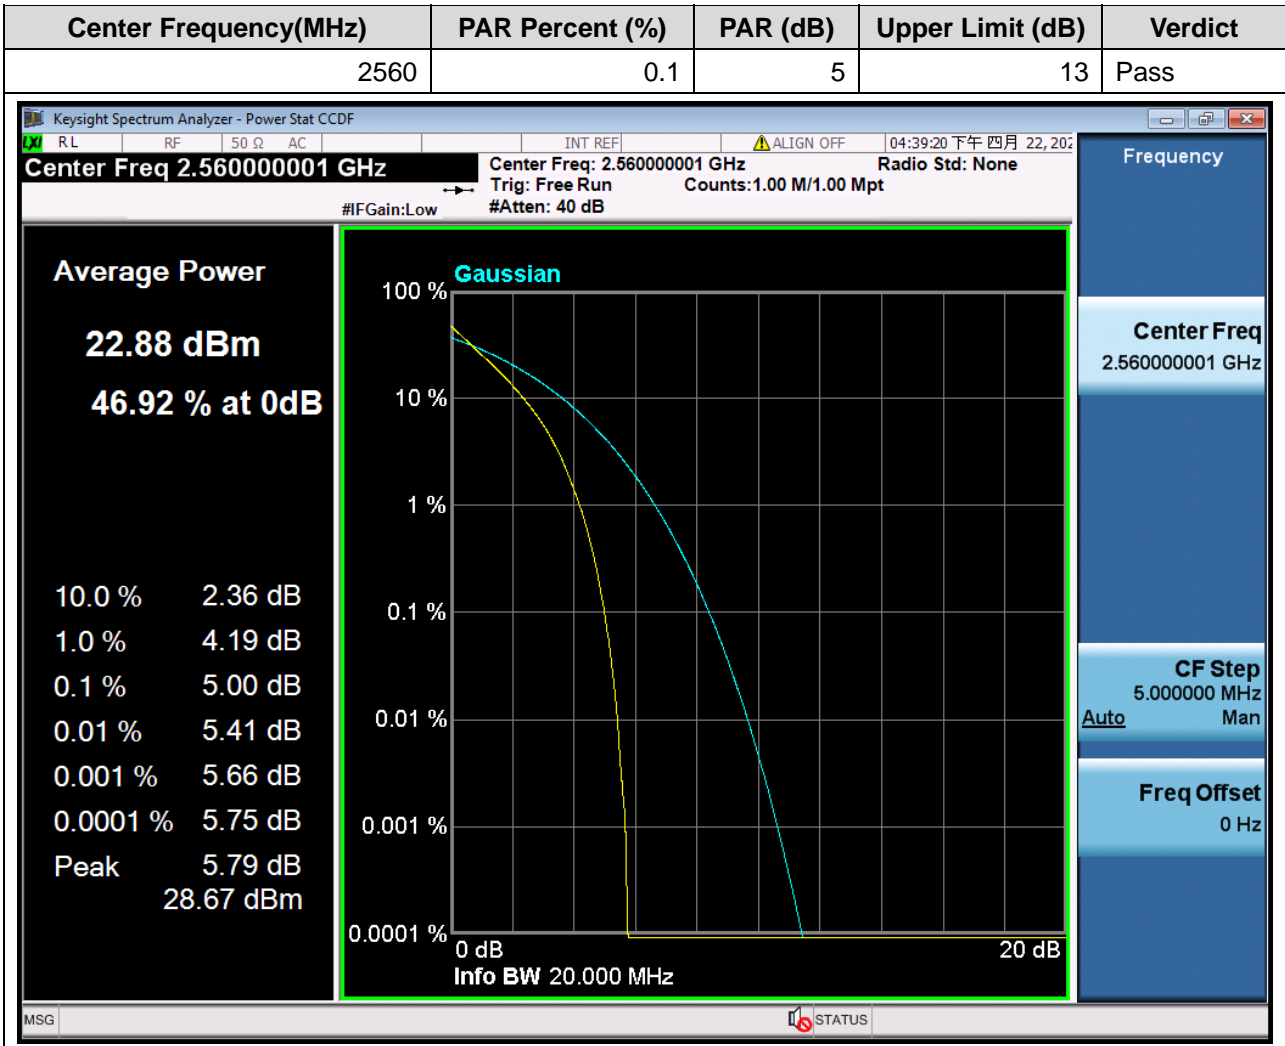 Center Frequency(MHz) PAR Percent (%) PAR (dB) Upper Limit (dB) Verdict
2560 0.1 5 13 Pass
Keysight Spectrum Analyzer - Power Stat CCDF
LXI RL RF 50 Ω AC INT REF ALIGN OFF 04:39:20 下午 四月 22, 202
Center Freq 2.560000001 GHz
Center Freq: 2.560000001 GHz Radio Std: None
Trig: Free Run Counts:1.00 M/1.00 Mpt
#IFGain:Low #Atten: 40 dB
Average Power
22.88 dBm
46.92 % at 0dB
10.0 % 2.36 dB
1.0 % 4.19 dB
0.1 % 5.00 dB
0.01 % 5.41 dB
0.001 % 5.66 dB
0.0001 % 5.75 dB
Peak 5.79 dB
28.67 dBm
Gaussian
100 %
10 %
1 %
0.1 %
0.01 %
0.001 %
0.0001 %
0 dB 20 dB
Info BW 20.000 MHz
Frequency
Center Freq
2.560000001 GHz
CF Step
5.000000 MHz
Auto Man
Freq Offset
0 Hz
MSG STATUS